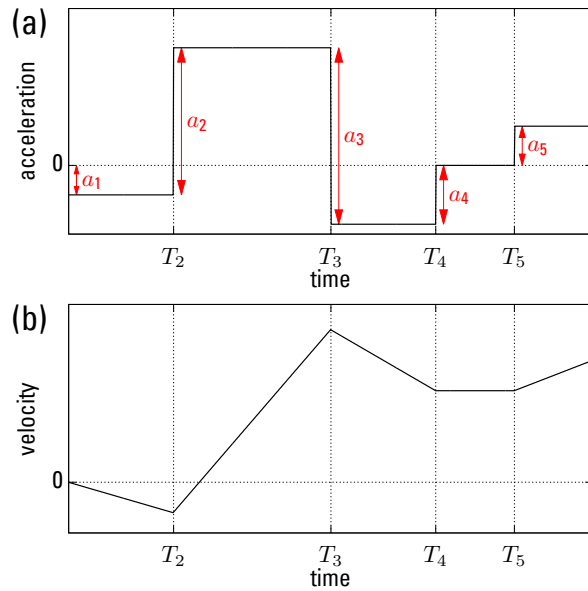 (a)
acceleration
0
a₁
a₂
a₃
a₄
a₅
T₂ T₃ T₄ T₅
time
(b)
velocity
0
T₂ T₃ T₄ T₅
time